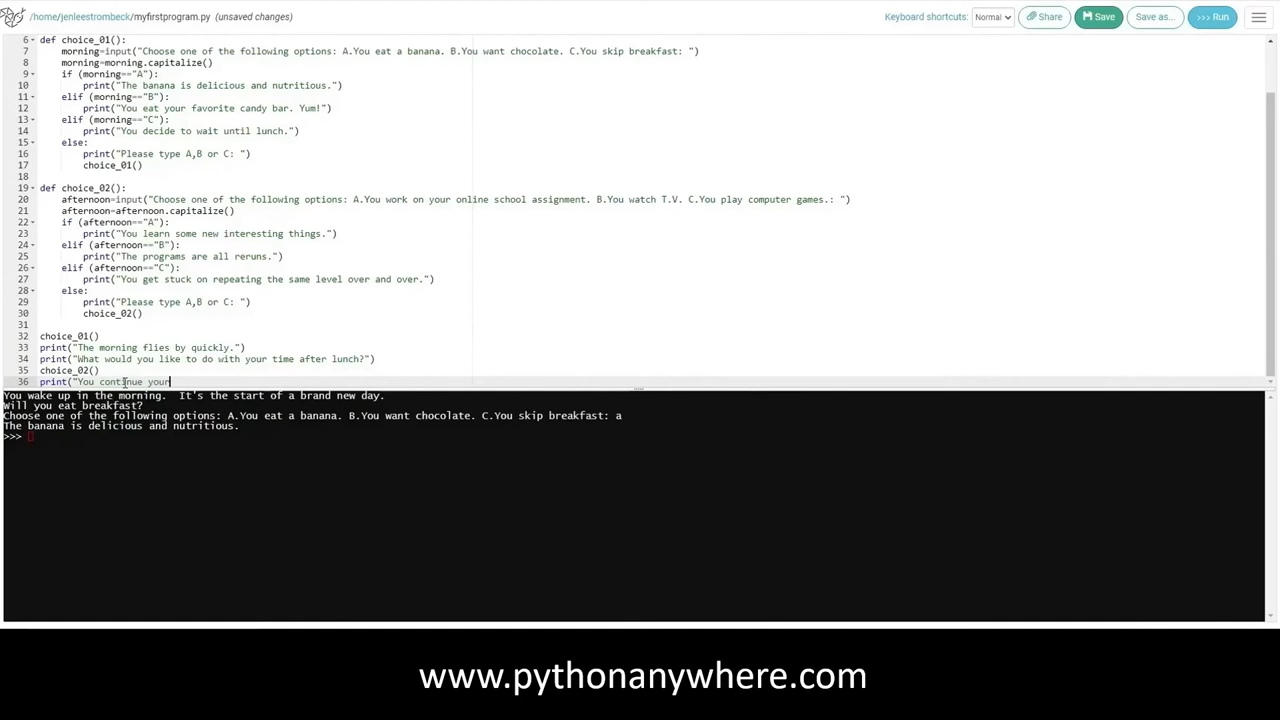 /home/jenleestrombeck/myfirstprogram.py (unsaved changes) Keyboard shortcuts: Normal Share Save Save as... >>> Run
6 def choice_01():
7 morning=input("Choose one of the following options: A.You eat a banana. B.You want chocolate. C.You skip breakfast: ")
8 morning=morning.capitalize()
9 if (morning=="A"):
10 print("The banana is delicious and nutritious.")
11 elif (morning=="B"):
12 print("You eat your favorite candy bar. Yum!")
13 elif (morning=="C"):
14 print("You decide to wait until lunch.")
15 else:
16 print("Please type A,B or C: ")
17 choice_01()
18
19 def choice_02():
20 afternoon=input("Choose one of the following options: A.You work on your online school assignment. B.You watch T.V. C.You play computer games.: ")
21 afternoon=afternoon.capitalize()
22 if (afternoon=="A"):
23 print("You learn some new interesting things.")
24 elif (afternoon=="B"):
25 print("The programs are all reruns.")
26 elif (afternoon=="C"):
27 print("You get stuck on repeating the same level over and over.")
28 else:
29 print("Please type A,B or C: ")
30 choice_02()
31
32 choice_01()
33 print("The morning flies by quickly.")
34 print("What would you like to do with your time after lunch?")
35 choice_02()
36 print("You continue your
You wake up in the morning.  It's the start of a brand new day.
Will you eat breakfast?
Choose one of the following options: A.You eat a banana. B.You want chocolate. C.You skip breakfast: a
The banana is delicious and nutritious.
>>>
www.pythonanywhere.com